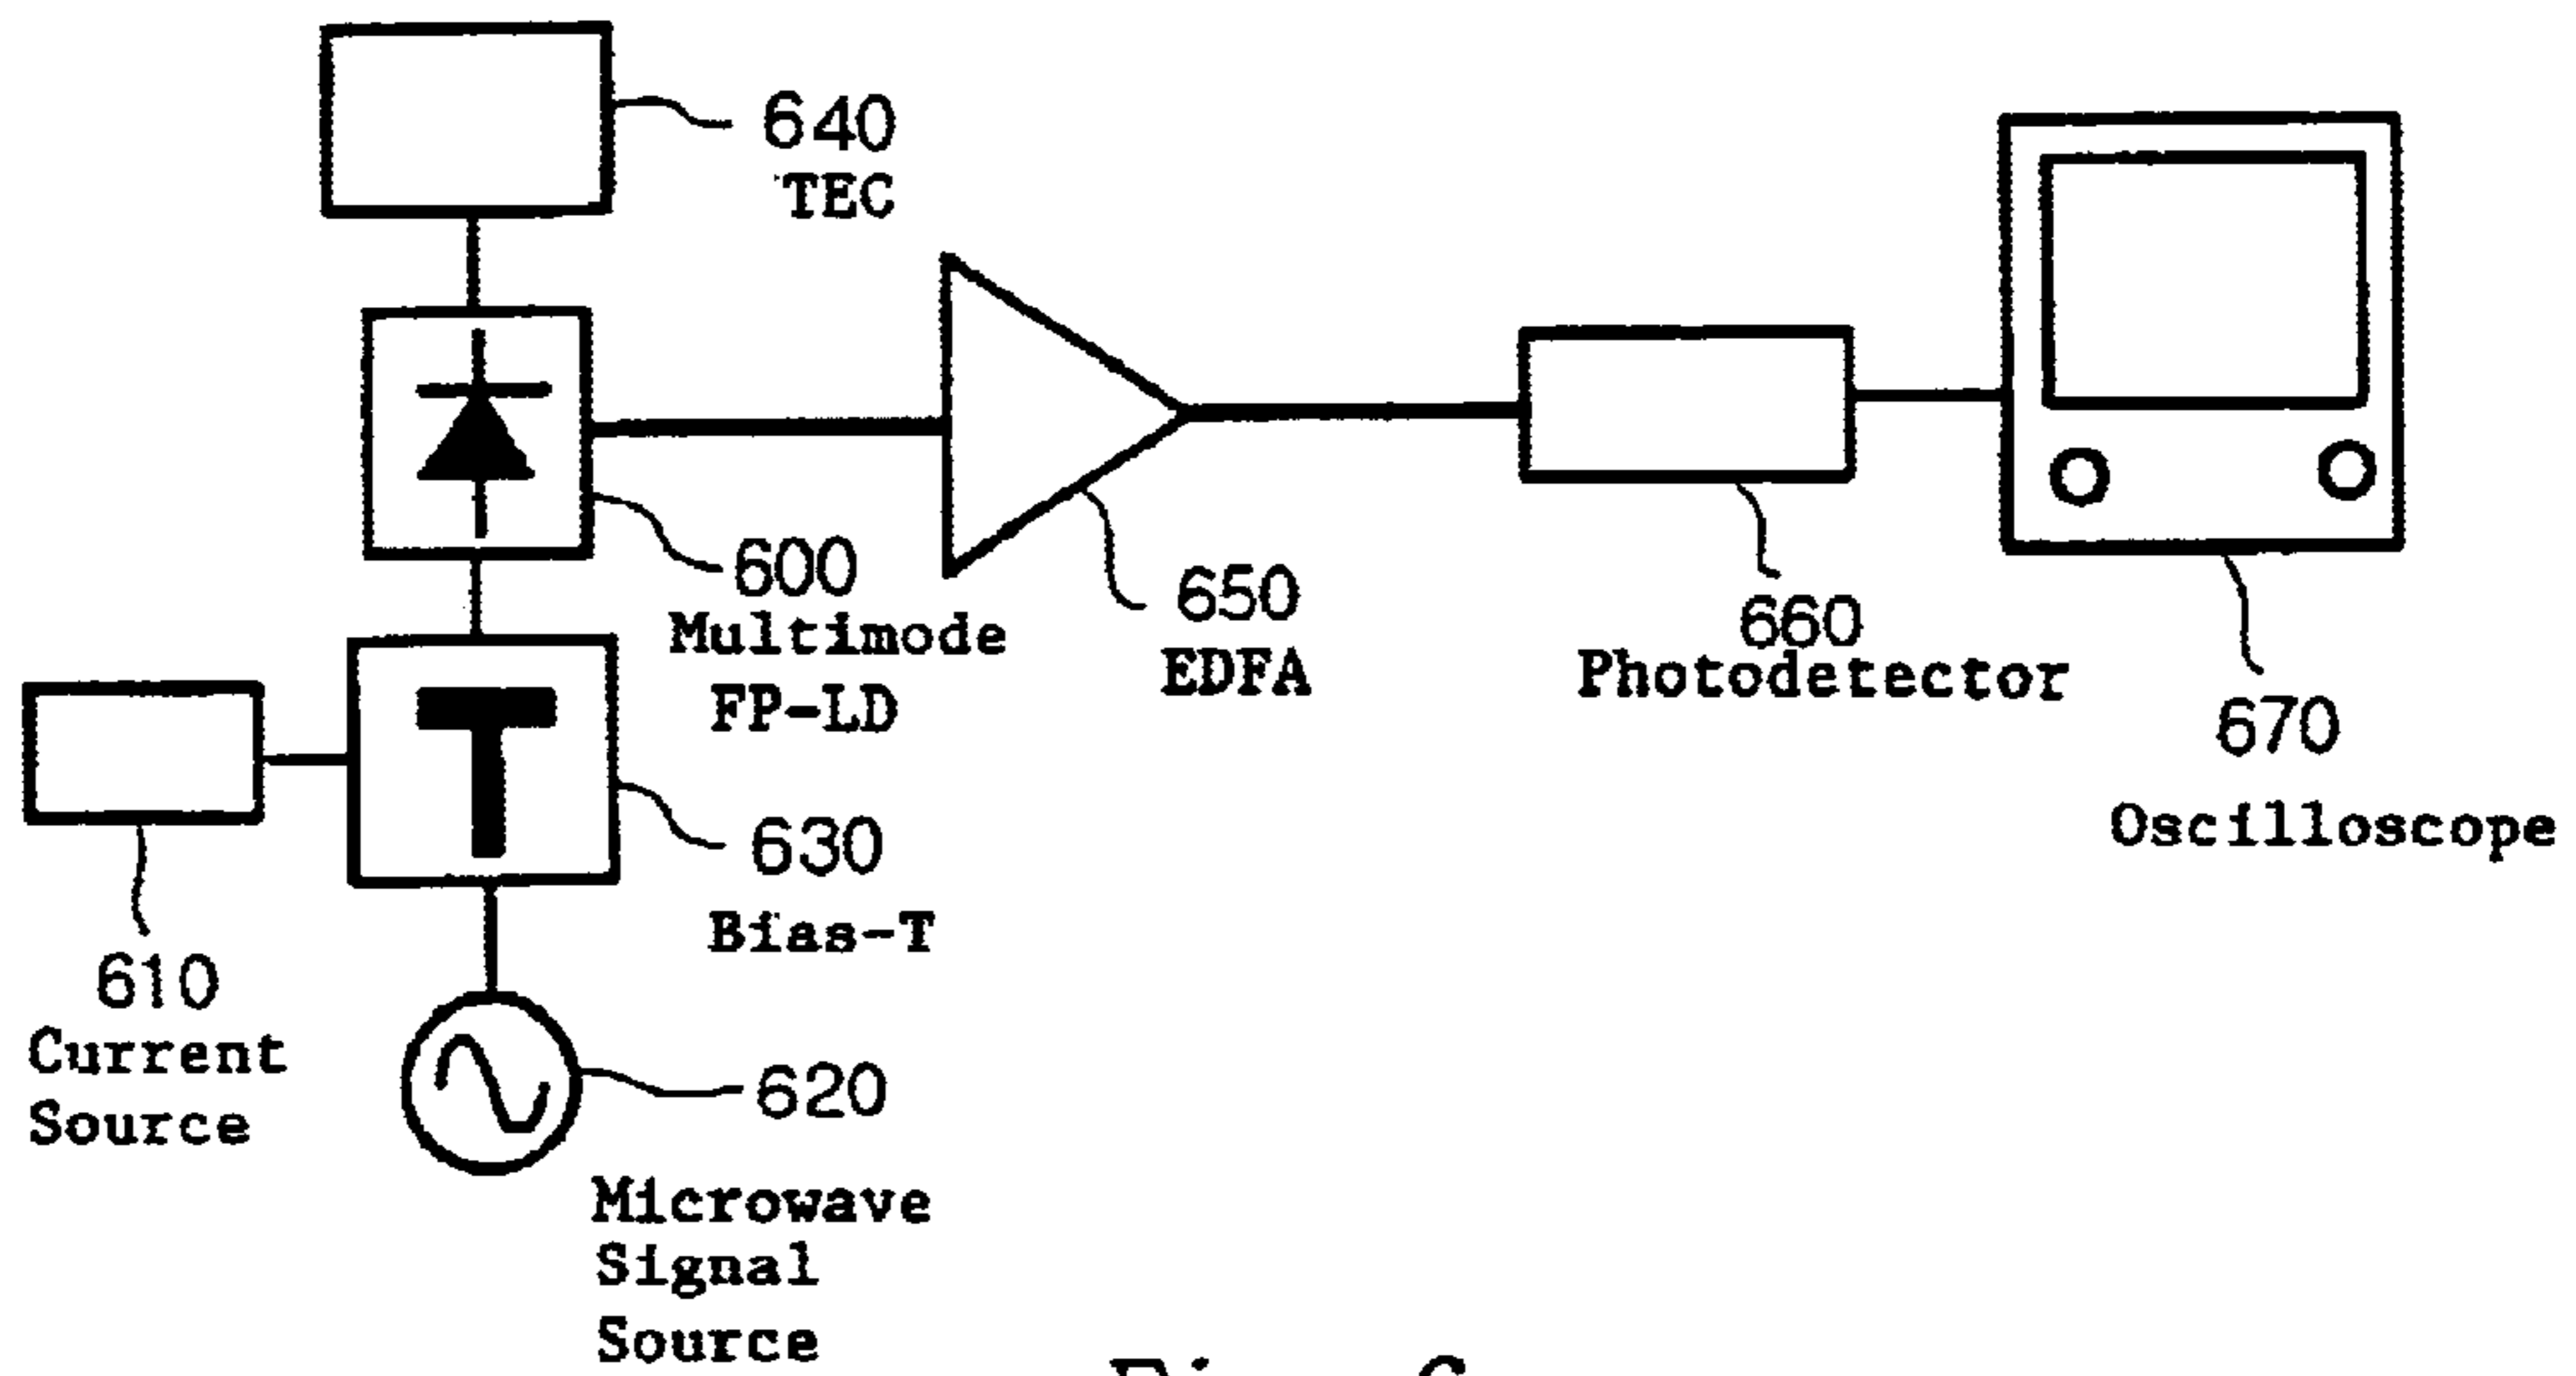 640
TEC
600
Multimode
FP-LD
650
EDFA
660
Photodetector
670
Oscilloscope
630
Bias-T
610
Current
Source
620
Microwave
Signal
Source